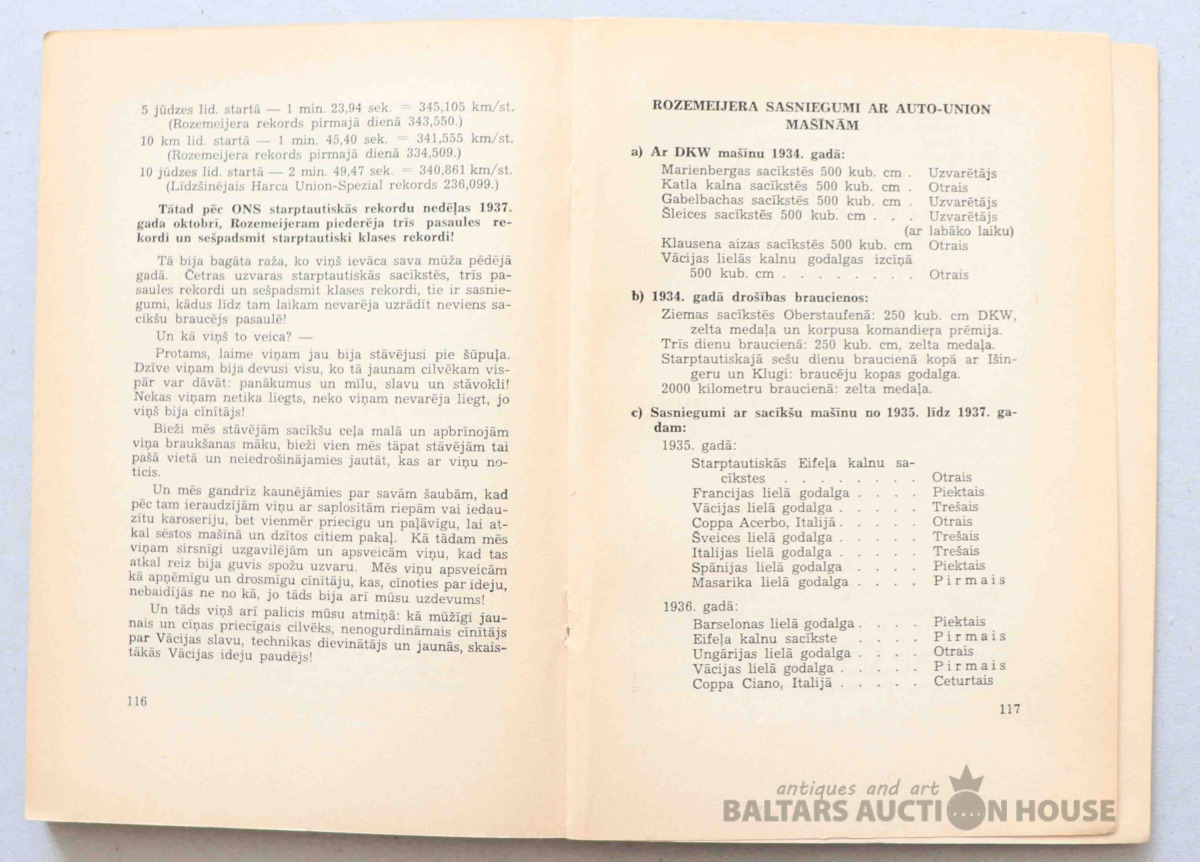 5 jūdzes lid. startā — 1 min. 23,94 sek. = 345,105 km/st.
(Rozemeijera rekords pirmajā dienā 343,550.)
10 km lid. startā — 1 min. 45,40 sek. = 341,555 km/st.
(Rozemeijera rekords pirmajā dienā 334,509.)
10 jūdzes lid. startā — 2 min. 49,47 sek. = 340,861 km/st.
(Līdzšinējais Harca Union-Spezial rekords 236,099.)
Tātad pēc ONS starptautiskās rekordu nedēļas 1937.
gada oktobrī, Rozemeijeram piederēja trīs pasaules re-
kordi un sešpadsmit starptautiski klases rekordi!
Tā bija bagāta raža, ko viņš ievāca sava mūža pēdējā
gadā. Četras uzvaras starptautiskās sacīkstēs, trīs pa-
saules rekordi un sešpadsmit klases rekordi, tie ir sasnie-
gumi, kādus līdz tam laikam nevarēja uzrādīt neviens sa-
cīkšu braucējs pasaulē!
Un kā viņš to veica? —
Protams, laime viņam jau bija stāvējusi pie šūpuļa.
Dzīve viņam bija devusi visu, ko tā jaunam cilvēkam vis-
pār var dāvāt: panākumus un mīlu, slavu un stāvokli!
Nekas viņam netika liegts, neko viņam nevarēja liegt, jo
viņš bija cīnītājs!
Bieži mēs stāvējām sacīkšu ceļa malā un apbrīnojām
viņa braukšanas māku, bieži vien mēs tāpat stāvējām tai
pašā vietā un neiedrošinājamies jautāt, kas ar viņu no-
ticis.
Un mēs gandrīz kaunējāmies par savām šaubām, kad
pēc tam ieraudzījām viņu ar saplosītām riepām vai iedau-
zītu karoseriju, bet vienmēr priecīgu un paļāvīgu, lai at-
kal sēstos mašīnā un dzītos citiem pakaļ. Kā tādam mēs
viņam sirsnīgi uzgavilējām un apsveicām viņu, kad tas
atkal reiz bija guvis spožu uzvaru. Mēs viņu apsveicām
kā apņēmīgu un drosmīgu cīnītāju, kas, cīnoties par ideju,
nebaidījās ne no kā, jo tāds bija arī mūsu uzdevums!
Un tāds viņš arī palicis mūsu atmiņā: kā mūžīgi jau-
nais un cīņas priecīgais cilvēks, nenogurdināmais cīnītājs
par Vācijas slavu, technikas dievinātājs un jaunās, skais-
tākās Vācijas ideju paudējs!
116
ROZEMEIJERA SASNIEGUMI AR AUTO-UNION
MAŠĪNĀM
a) Ar DKW mašīnu 1934. gadā:
Marienbergas sacīkstēs 500 kub. cm . Uzvarētājs
Katla kalna sacīkstēs 500 kub. cm . Otrais
Gabelbachas sacīkstēs 500 kub. cm . Uzvarētājs
Šleices sacīkstēs 500 kub. cm . . . Uzvarētājs
(ar labāko laiku)
Klausena aizas sacīkstēs 500 kub. cm Otrais
Vācijas lielās kalnu godalgas izcīņā
500 kub. cm . . . . . . . . Otrais
b) 1934. gadā drošības braucienos:
Ziemas sacīkstēs Oberstaufenā: 250 kub. cm DKW,
zelta medaļa un korpusa komandieŗa prēmija.
Trīs dienu braucienā: 250 kub. cm, zelta medaļa.
Starptautiskajā sešu dienu braucienā kopā ar Išin-
geru un Klugi: braucēju kopas godalga.
2000 kilometru braucienā: zelta medaļa.
c) Sasniegumi ar sacīkšu mašīnu no 1935. līdz 1937. ga-
dam:
1935. gadā:
Starptautiskās Eifeļa kalnu sa-
cīkstes . . . . . . . . Otrais
Francijas lielā godalga . . . . Piektais
Vācijas lielā godalga . . . . . Trešais
Coppa Acerbo, Italijā . . . . . Otrais
Šveices lielā godalga . . . . . Trešais
Italijas lielā godalga . . . . . Trešais
Spānijas lielā godalga . . . . Piektais
Masarika lielā godalga . . . . Pirmais
1936. gadā:
Barselonas lielā godalga . . . . Piektais
Eifeļa kalnu sacīkste . . . . Pirmais
Ungārijas lielā godalga . . . . Otrais
Vācijas lielā godalga . . . . . Pirmais
Coppa Ciano, Italijā . . . . . Ceturtais
117
antiques and art
BALTARS AUCTION HOUSE